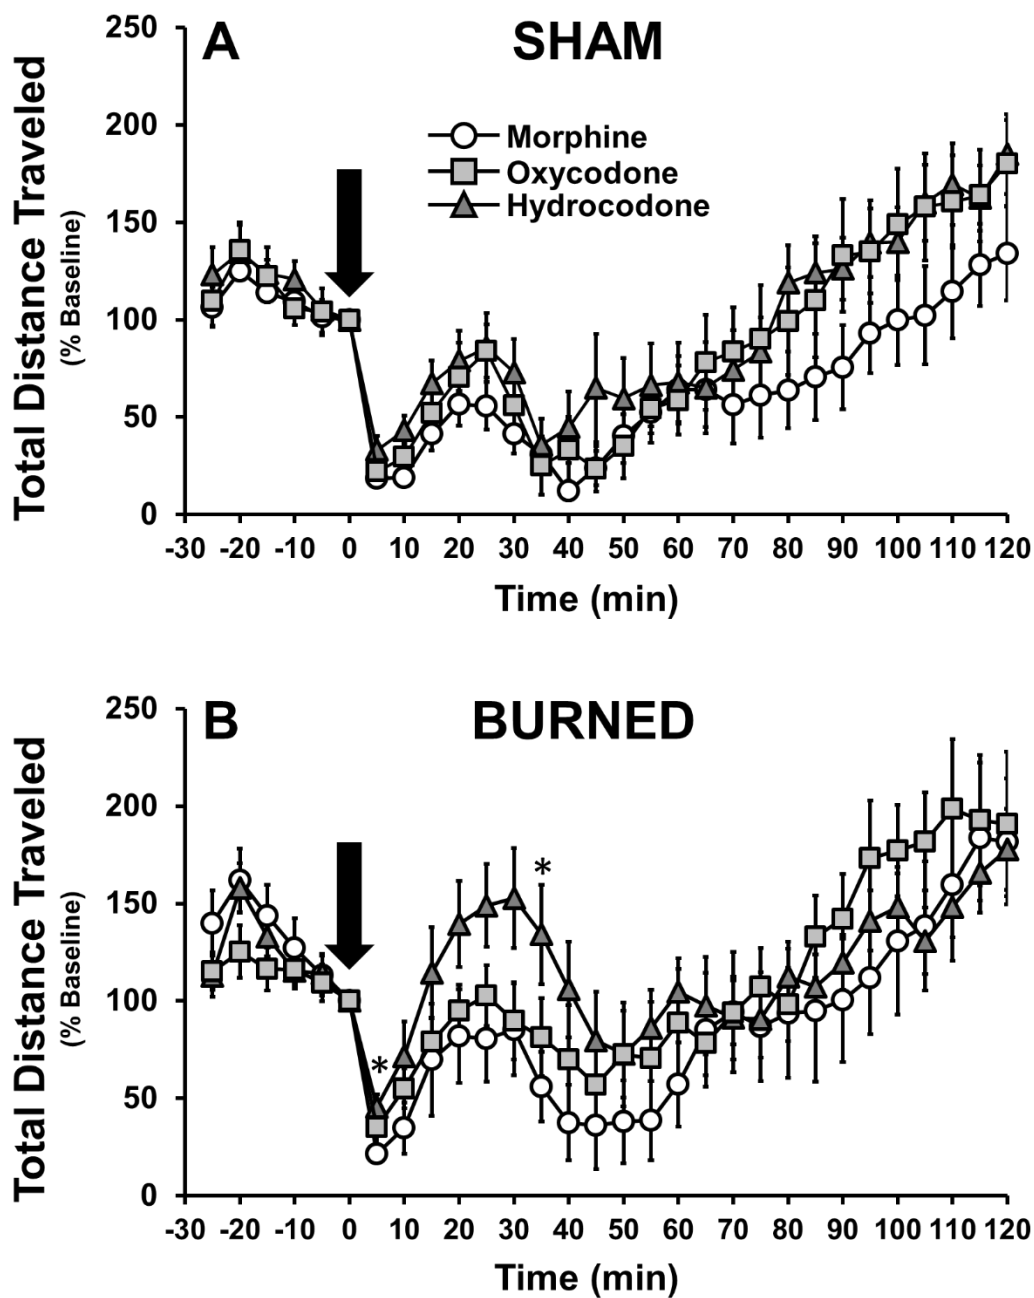 A SHAM
250
200
150
100
50
0
Total Distance Traveled
(% Baseline)
Morphine
Oxycodone
Hydrocodone
-30 -20 -10 0 10 20 30 40 50 60 70 80 90 100 110 120
Time (min)
B BURNED
250
200
150
100
50
0
Total Distance Traveled
(% Baseline)
*
*
-30 -20 -10 0 10 20 30 40 50 60 70 80 90 100 110 120
Time (min)